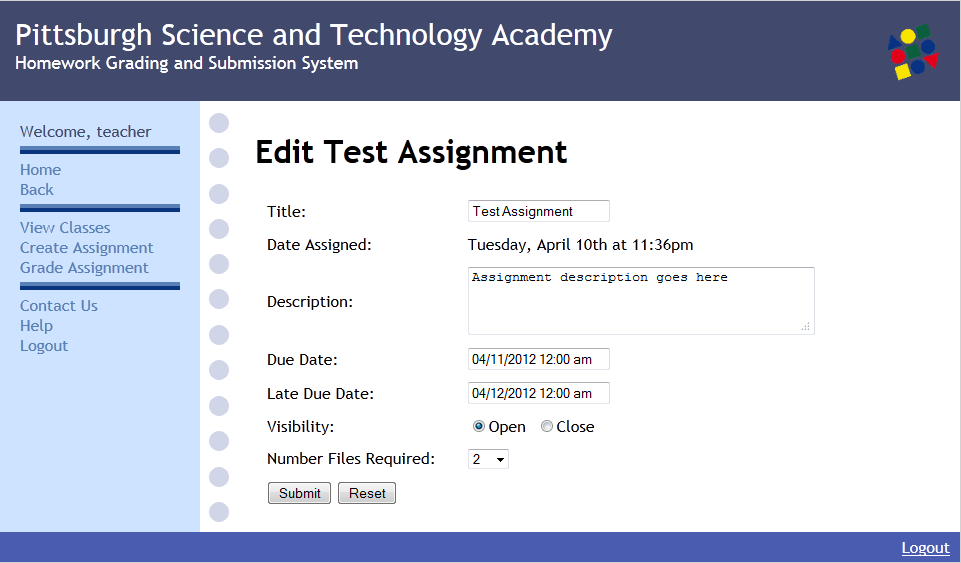 Pittsburgh Science and Technology Academy
Homework Grading and Submission System
Welcome, teacher
Home
Back
View Classes
Create Assignment
Grade Assignment
Contact Us
Help
Logout
Edit Test Assignment
Title: Test Assignment
Date Assigned: Tuesday, April 10th at 11:36pm
Description: Assignment description goes here
Due Date: 04/11/2012 12:00 am
Late Due Date: 04/12/2012 12:00 am
Visibility: Open Close
Number Files Required: 2
Submit Reset
Logout